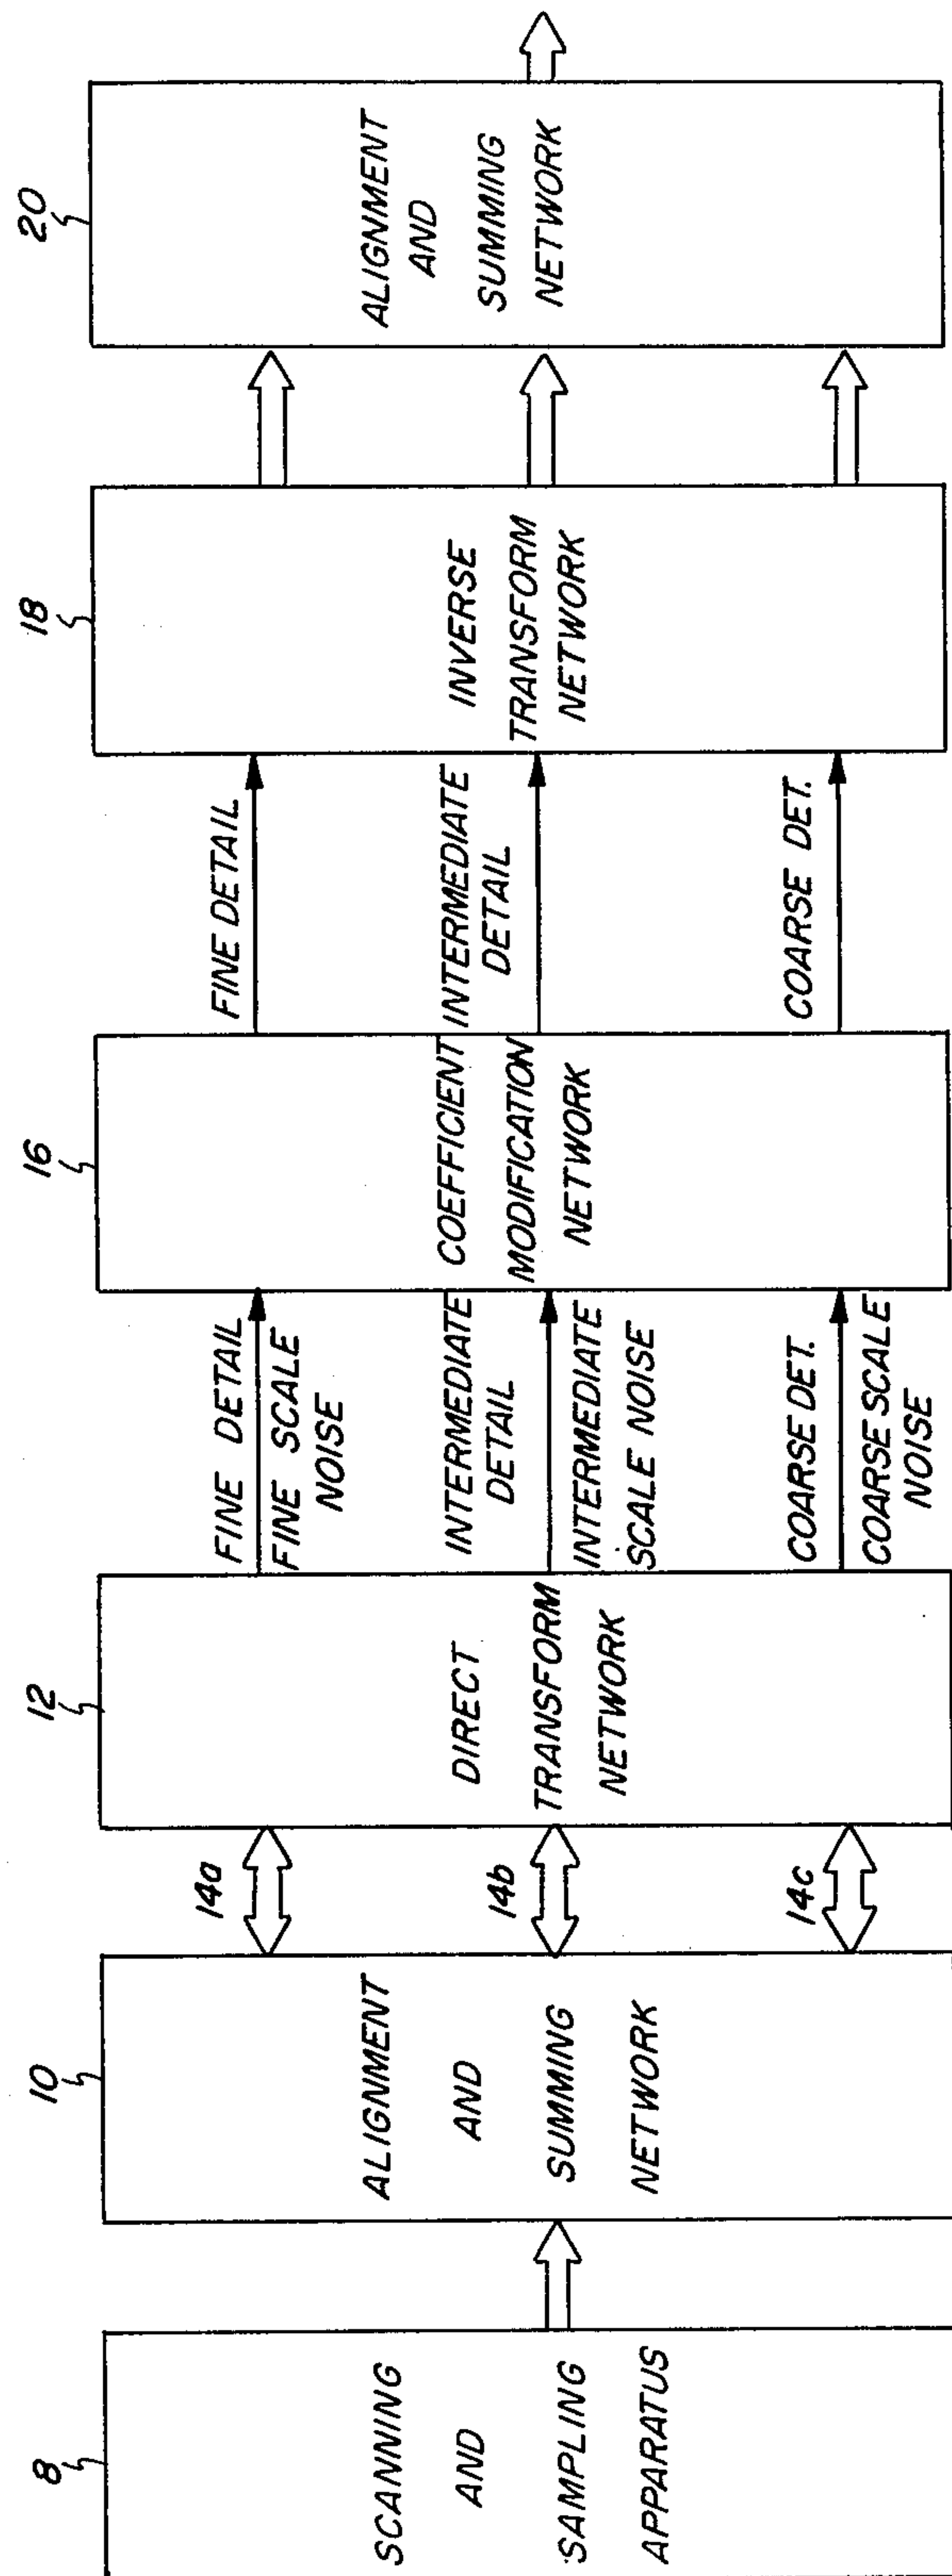 8
SCANNING
AND
SAMPLING
APPARATUS
10
ALIGNMENT
AND
SUMMING
NETWORK
14a
14b
14c
12
DIRECT
TRANSFORM
NETWORK
FINE DETAIL
FINE SCALE
NOISE
INTERMEDIATE
DETAIL
INTERMEDIATE
SCALE NOISE
COARSE DET.
COARSE SCALE
NOISE
16
COEFFICIENT
MODIFICATION
NETWORK
FINE DETAIL
INTERMEDIATE
DETAIL
COARSE DET.
18
INVERSE
TRANSFORM
NETWORK
20
ALIGNMENT
AND
SUMMING
NETWORK